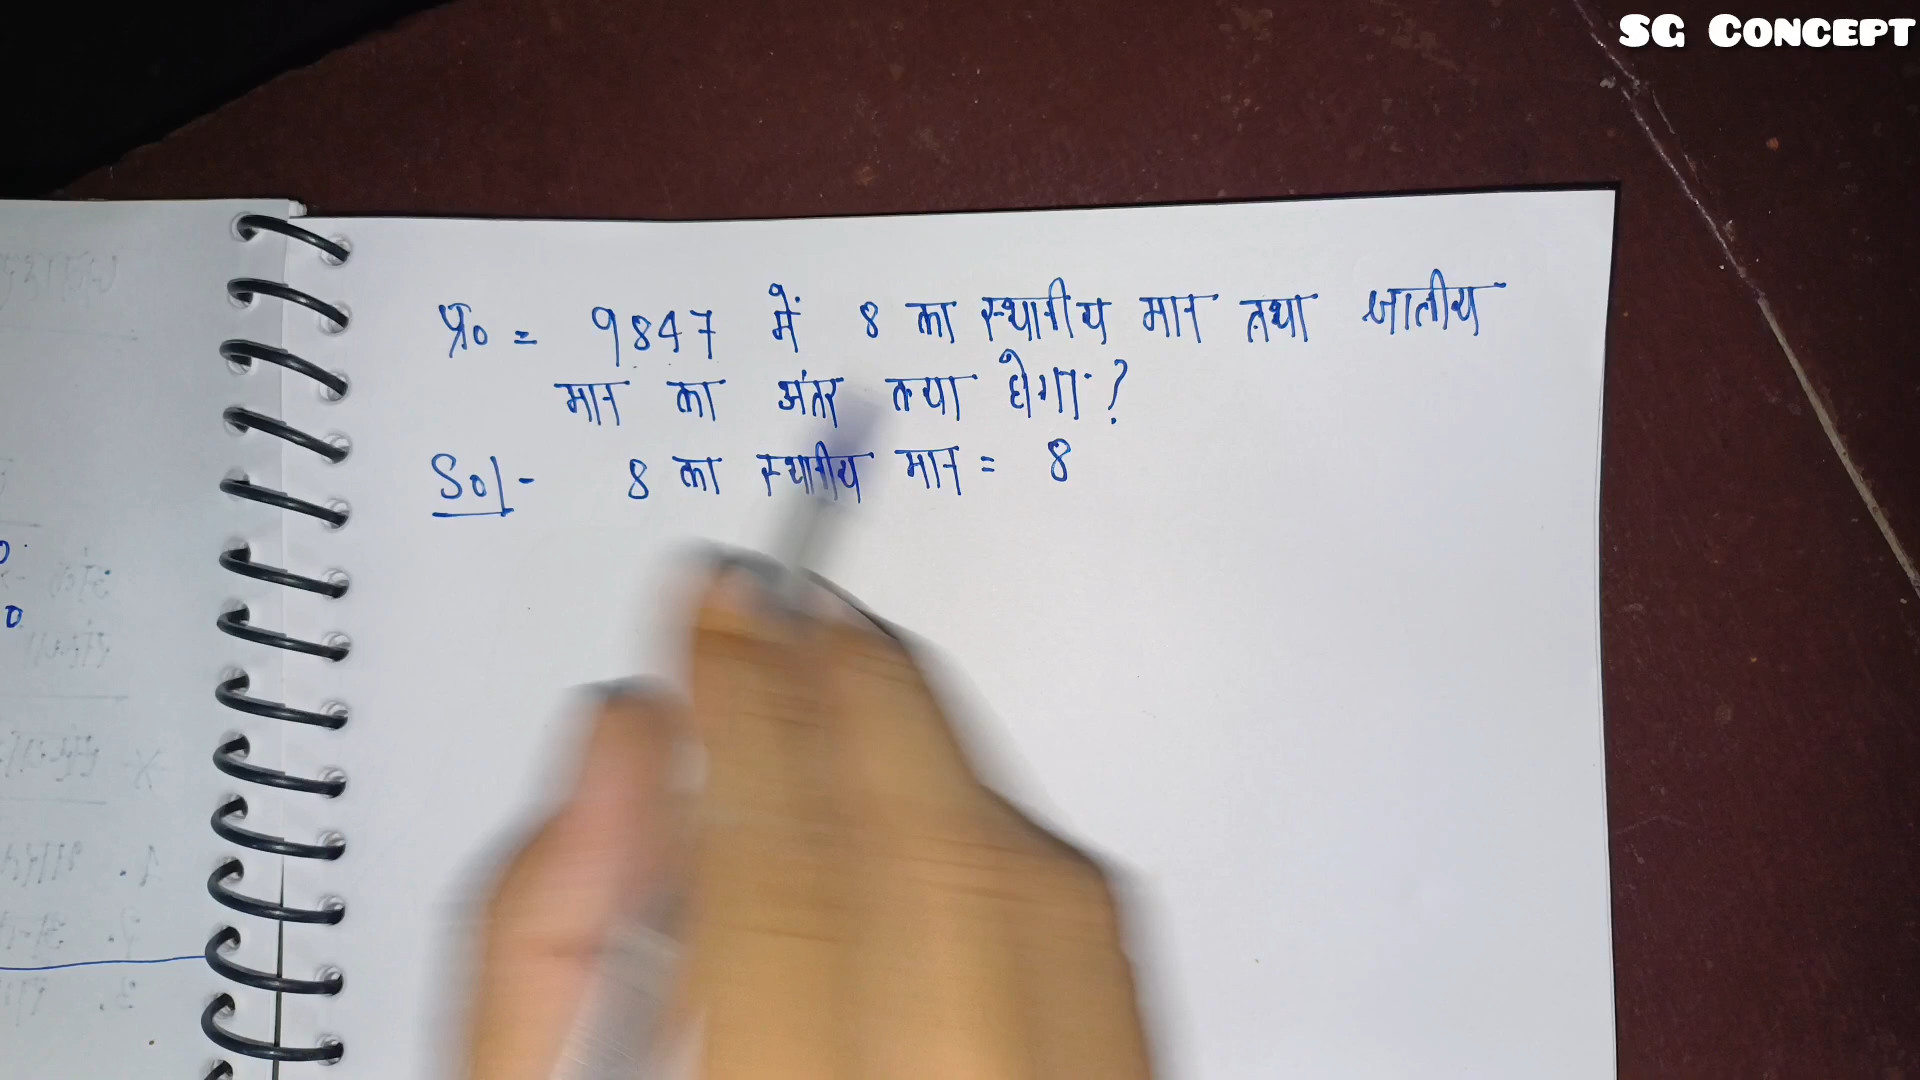 SG CONCEPT
प्र० = 9847 में 8 का स्थानीय मान तथा जातीय
मान का अंतर क्या होगा ?
Sol - 8 का स्थानीय मान = 8